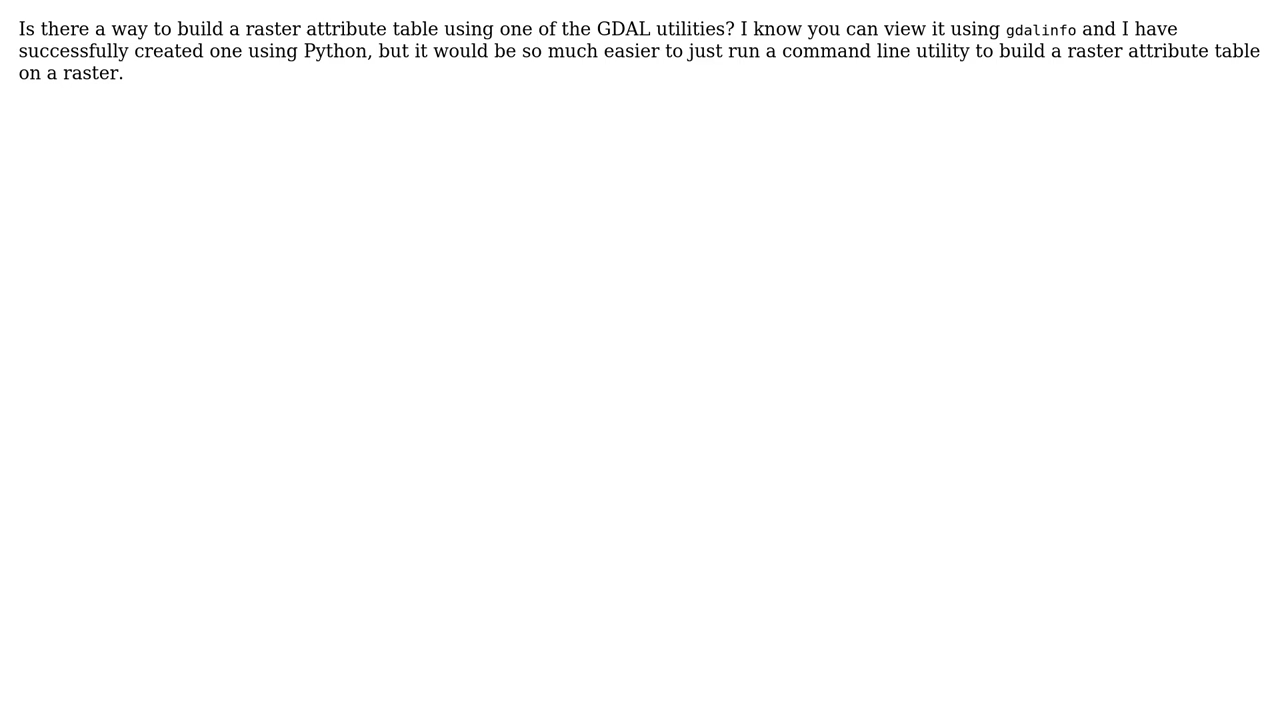 Is there a way to build a raster attribute table using one of the GDAL utilities? I know you can view it using gdalinfo and I have
successfully created one using Python, but it would be so much easier to just run a command line utility to build a raster attribute table
on a raster.